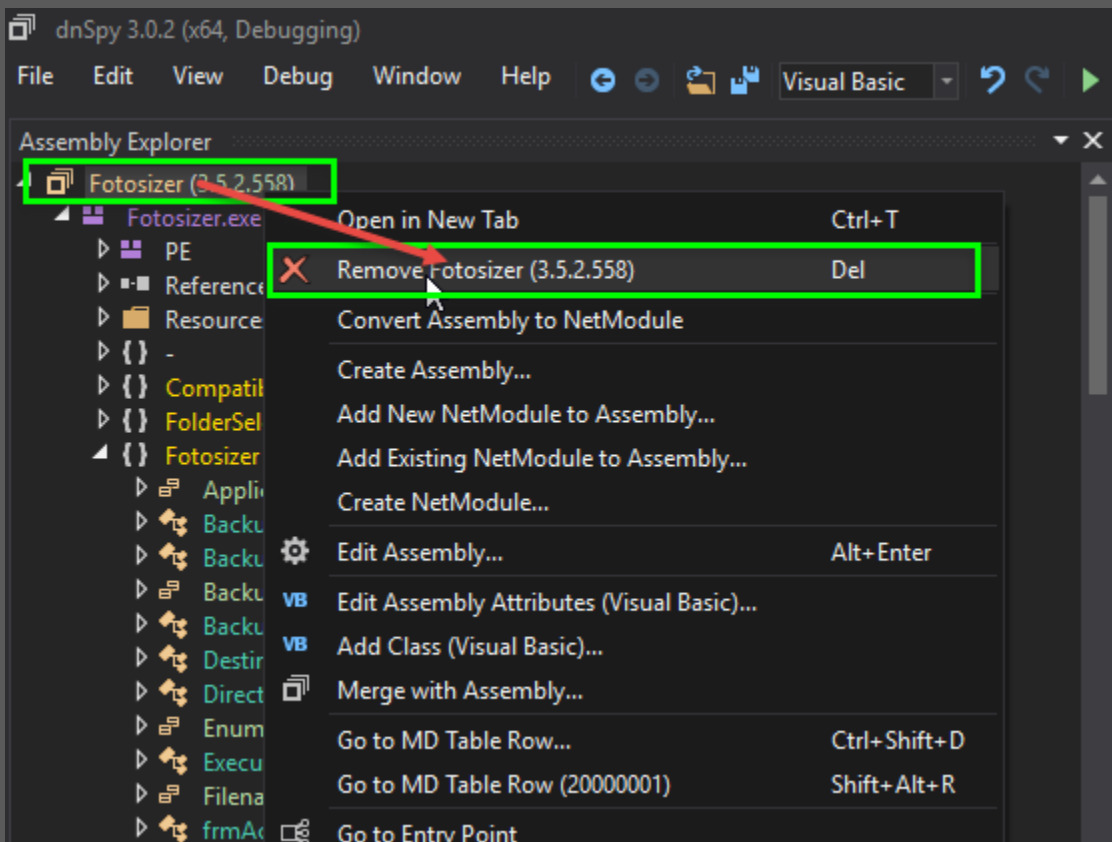 dnSpy 3.0.2 (x64, Debugging)
File Edit View Debug Window Help Visual Basic
Assembly Explorer
Fotosizer (3.5.2.558)
Fotosizer.exe
Open in New Tab Ctrl+T
PE
Remove Fotosizer (3.5.2.558) Del
Reference
Resource
Convert Assembly to NetModule
{ } -
Create Assembly...
{ } Compatib
Add New NetModule to Assembly...
{ } FolderSel
Add Existing NetModule to Assembly...
{ } Fotosizer
Applic
Create NetModule...
Backu
Backu
Edit Assembly... Alt+Enter
Backu
VB Edit Assembly Attributes (Visual Basic)...
Backu
VB Add Class (Visual Basic)...
Destin
Direct
Merge with Assembly...
Enum
Go to MD Table Row... Ctrl+Shift+D
Execu
Go to MD Table Row (20000001) Shift+Alt+R
Filena
frmAc
Go to Entry Point